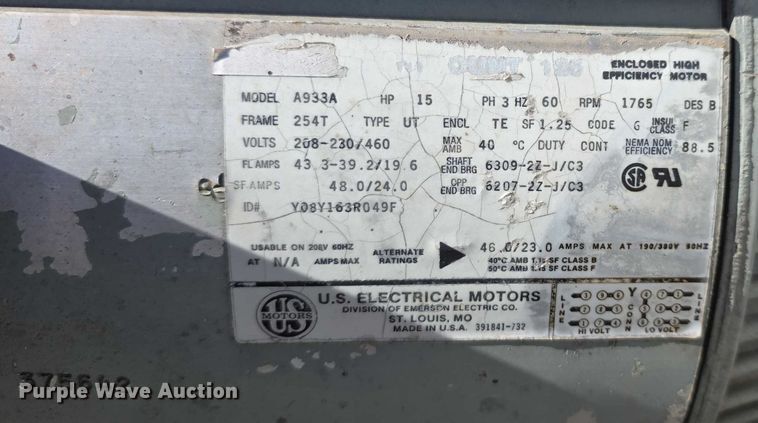 ENCLOSED HIGH
EFFICIENCY MOTOR
MODEL A933A HP 15 PH 3 HZ 60 RPM 1765 DES B
FRAME 254T TYPE UT ENCL TE SF 1.25 CODE G INSUL CLASS F
VOLTS 208-230/460 MAX AMB 40 °C DUTY CONT NEMA NOM EFFICIENCY 88.5
FL AMPS 43.3-39.2/19.6 SHAFT END BRG 6309-2Z-J/C3
SF AMPS 48.0/24.0 OPP END BRG 6207-2Z-J/C3
ID# Y08Y163R049F
SA
USABLE ON 208V 60HZ
AT N/A AMPS MAX
ALTERNATE RATINGS
46.0/23.0 AMPS MAX AT 190/380V 50HZ
40°C AMB 1.15 SF CLASS B
50°C AMB 1.15 SF CLASS F
US MOTORS
U.S. ELECTRICAL MOTORS
DIVISION OF EMERSON ELECTRIC CO.
ST. LOUIS, MO
MADE IN U.S.A. 391841-732
LINE Y CONN LINE
HI VOLT LO VOLT
Purple Wave Auction